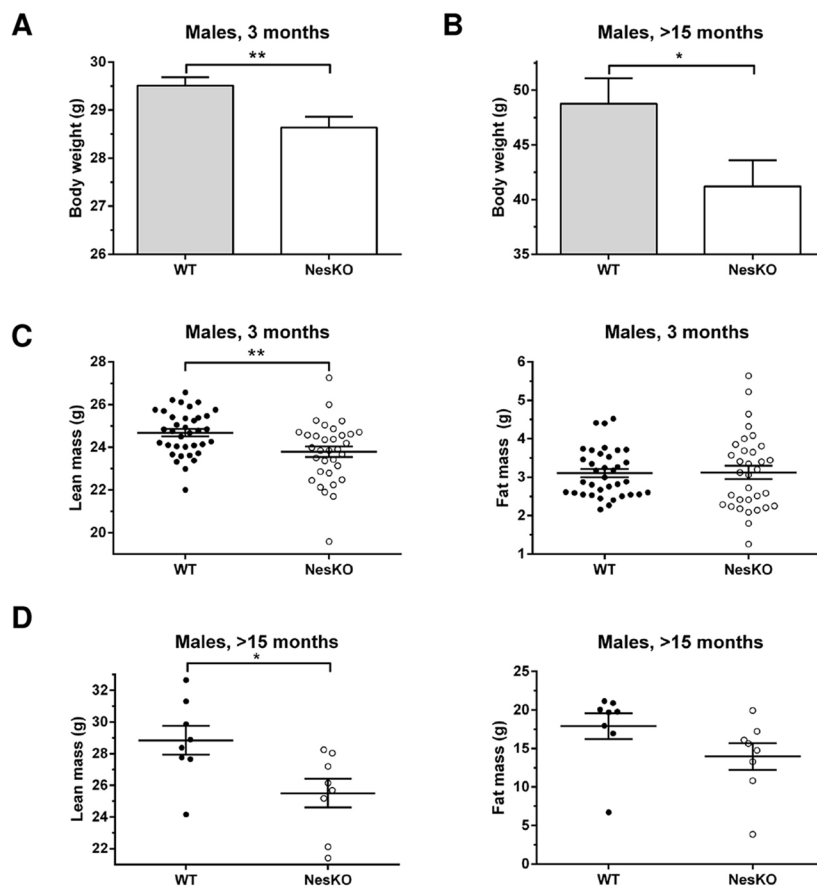 A
Males, 3 months
**
Body weight (g)
30
29
28
27
26
WT
NesKO
B
Males, >15 months
*
Body weight (g)
50
45
40
35
WT
NesKO
C
Males, 3 months
**
Lean mass (g)
28
26
24
22
20
WT
NesKO
Males, 3 months
Fat mass (g)
6
5
4
3
2
1
WT
NesKO
D
Males, >15 months
*
Lean mass (g)
32
30
28
26
24
22
WT
NesKO
Males, >15 months
Fat mass (g)
25
20
15
10
5
0
WT
NesKO